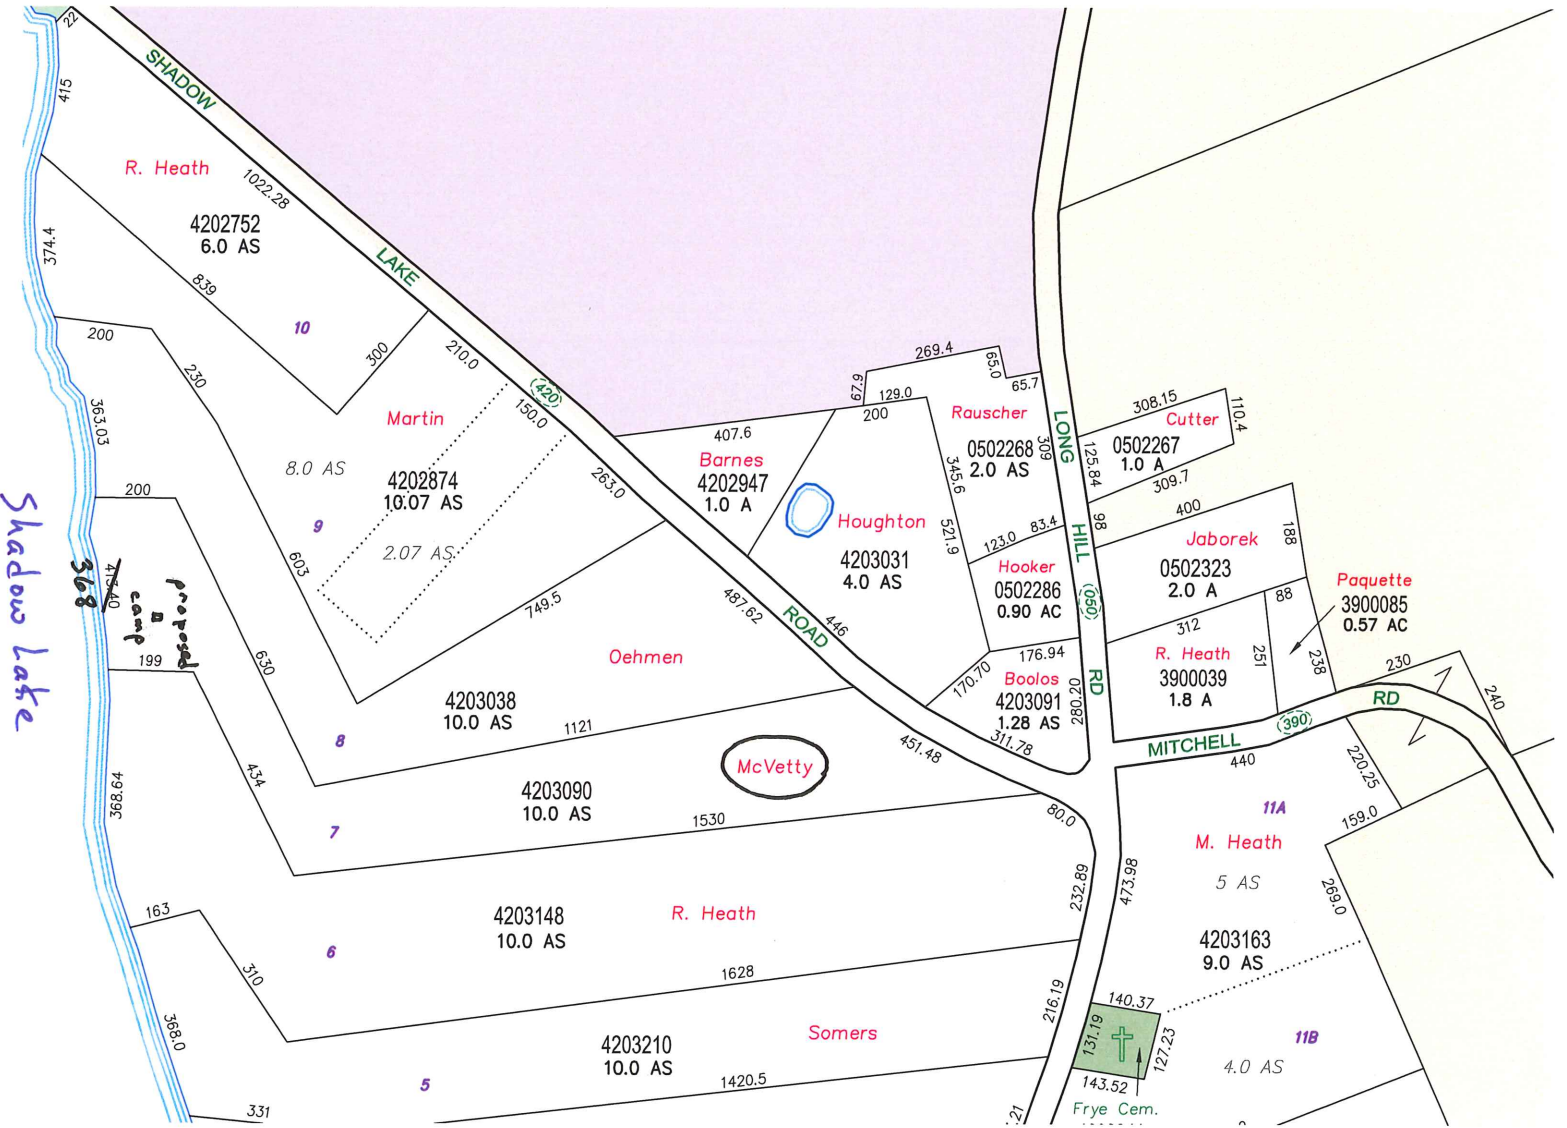 22
415
SHADOW
R. Heath
4202752
6.0 AS
1022.28
374.4
839
LAKE
10
300
200
230
210.0
420
150.0
Martin
8.0 AS
4202874
10.07 AS
9
2.07 AS
263.0
363.03
200
603
749.5
407.6
Barnes
4202947
1.0 A
67.9
269.4
65.0
65.7
129.0
200
Rauscher
0502268
2.0 AS
309
345.6
LONG
308.15
110.4
Cutter
0502267
1.0 A
125.84
309.7
98
400
188
Jaborek
0502323
2.0 A
Houghton
4203031
4.0 AS
521.9
123.0
83.4
Hooker
0502286
0.90 AC
HILL
050
312
88
Paquette
3900085
0.57 AC
R. Heath
3900039
1.8 A
251
238
RD
176.94
170.70
Boolos
4203091
1.28 AS
280.20
311.78
487.62
446
ROAD
451.48
Shadow Lake
368
proposed
camp
199
630
Oehmen
4203038
10.0 AS
8
1121
434
368.64
McVetty
4203090
10.0 AS
7
1530
80.0
MITCHELL
390
RD
440
230
240
220.25
159.0
11A
M. Heath
5 AS
269.0
473.98
232.89
4203163
9.0 AS
163
310
6
4203148
10.0 AS
R. Heath
1628
216.19
140.37
131.19
127.23
143.52
Frye Cem.
11B
4.0 AS
368.0
331
5
4203210
10.0 AS
Somers
1420.5
.21